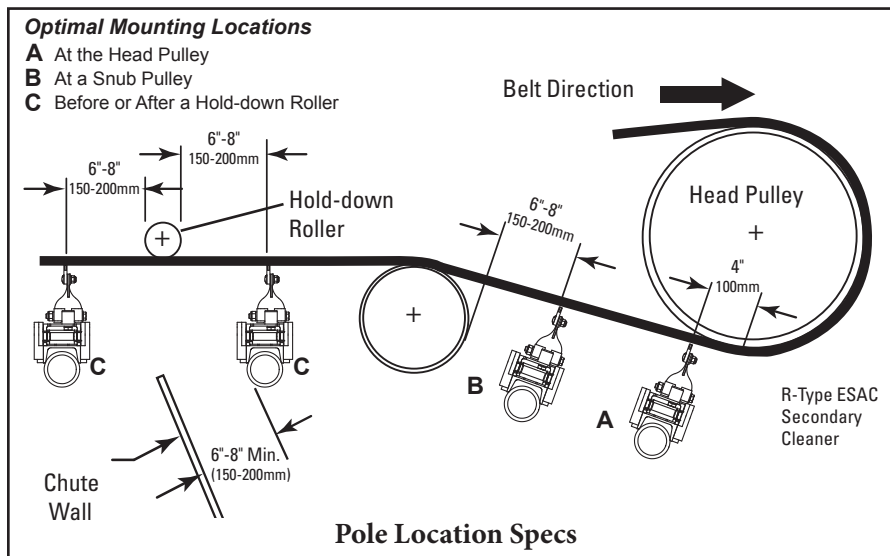 Optimal Mounting Locations
A At the Head Pulley
B At a Snub Pulley
C Before or After a Hold-down Roller
Belt Direction
6"-8"
150-200mm
6"-8"
150-200mm
Hold-down
Roller
Head Pulley
6"-8"
150-200mm
4"
100mm
C
C
B
A
R-Type ESAC
Secondary
Cleaner
6"-8" Min.
(150-200mm)
Chute
Wall
Pole Location Specs